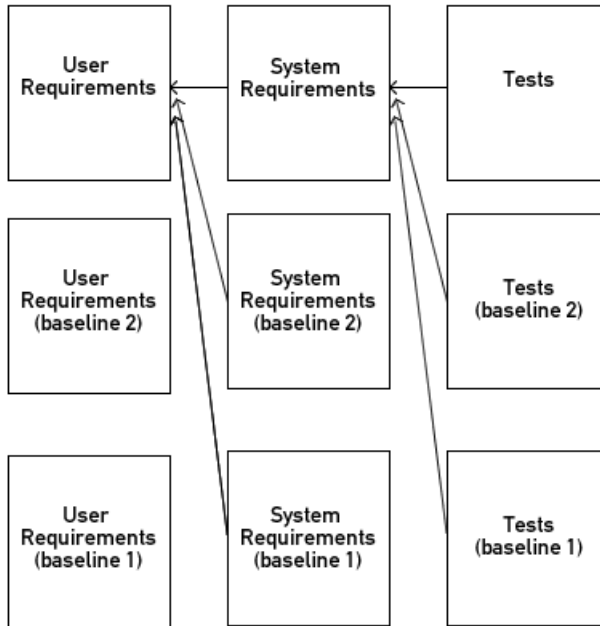 User
Requirements
System
Requirements
Tests
User
Requirements
(baseline 2)
System
Requirements
(baseline 2)
Tests
(baseline 2)
User
Requirements
(baseline 1)
System
Requirements
(baseline 1)
Tests
(baseline 1)